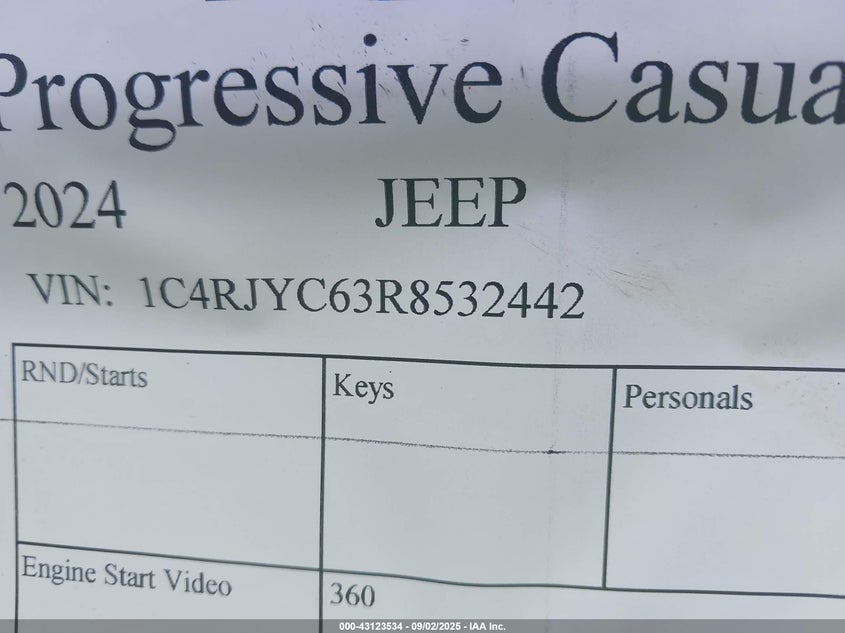 Progressive Casua
2024 JEEP
VIN: 1C4RJYC63R8532442
RND/Starts Keys Personals
Engine Start Video 360
000-43123534 - 09/02/2025 - IAA Inc.